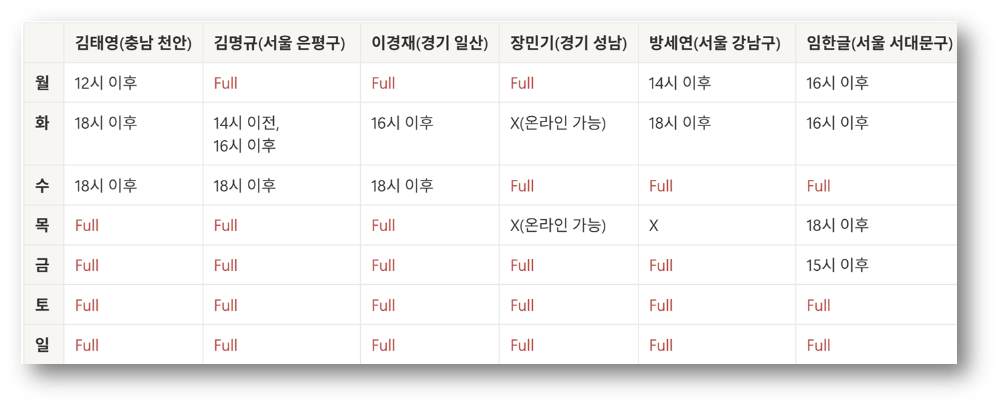 김태영(충남 천안) 김명규(서울 은평구) 이경재(경기 일산) 장민기(경기 성남) 방세연(서울 강남구) 임한글(서울 서대문구)
월 12시 이후 Full Full Full 14시 이후 16시 이후
화 18시 이후 14시 이전, 16시 이후 X(온라인 가능) 18시 이후 16시 이후
16시 이후
수 18시 이후 18시 이후 18시 이후 Full Full Full
목 Full Full Full X(온라인 가능) X 18시 이후
금 Full Full Full Full Full 15시 이후
토 Full Full Full Full Full Full
일 Full Full Full Full Full Full